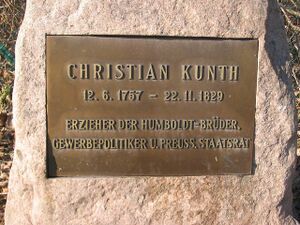 CHRISTIAN KUNTH
12.6.1757 – 22.11.1829
ERZIEHER DER HUMBOLDT-BRÜDER,
GEWERBEPOLITIKER U. PREUSS. STAATSRAT